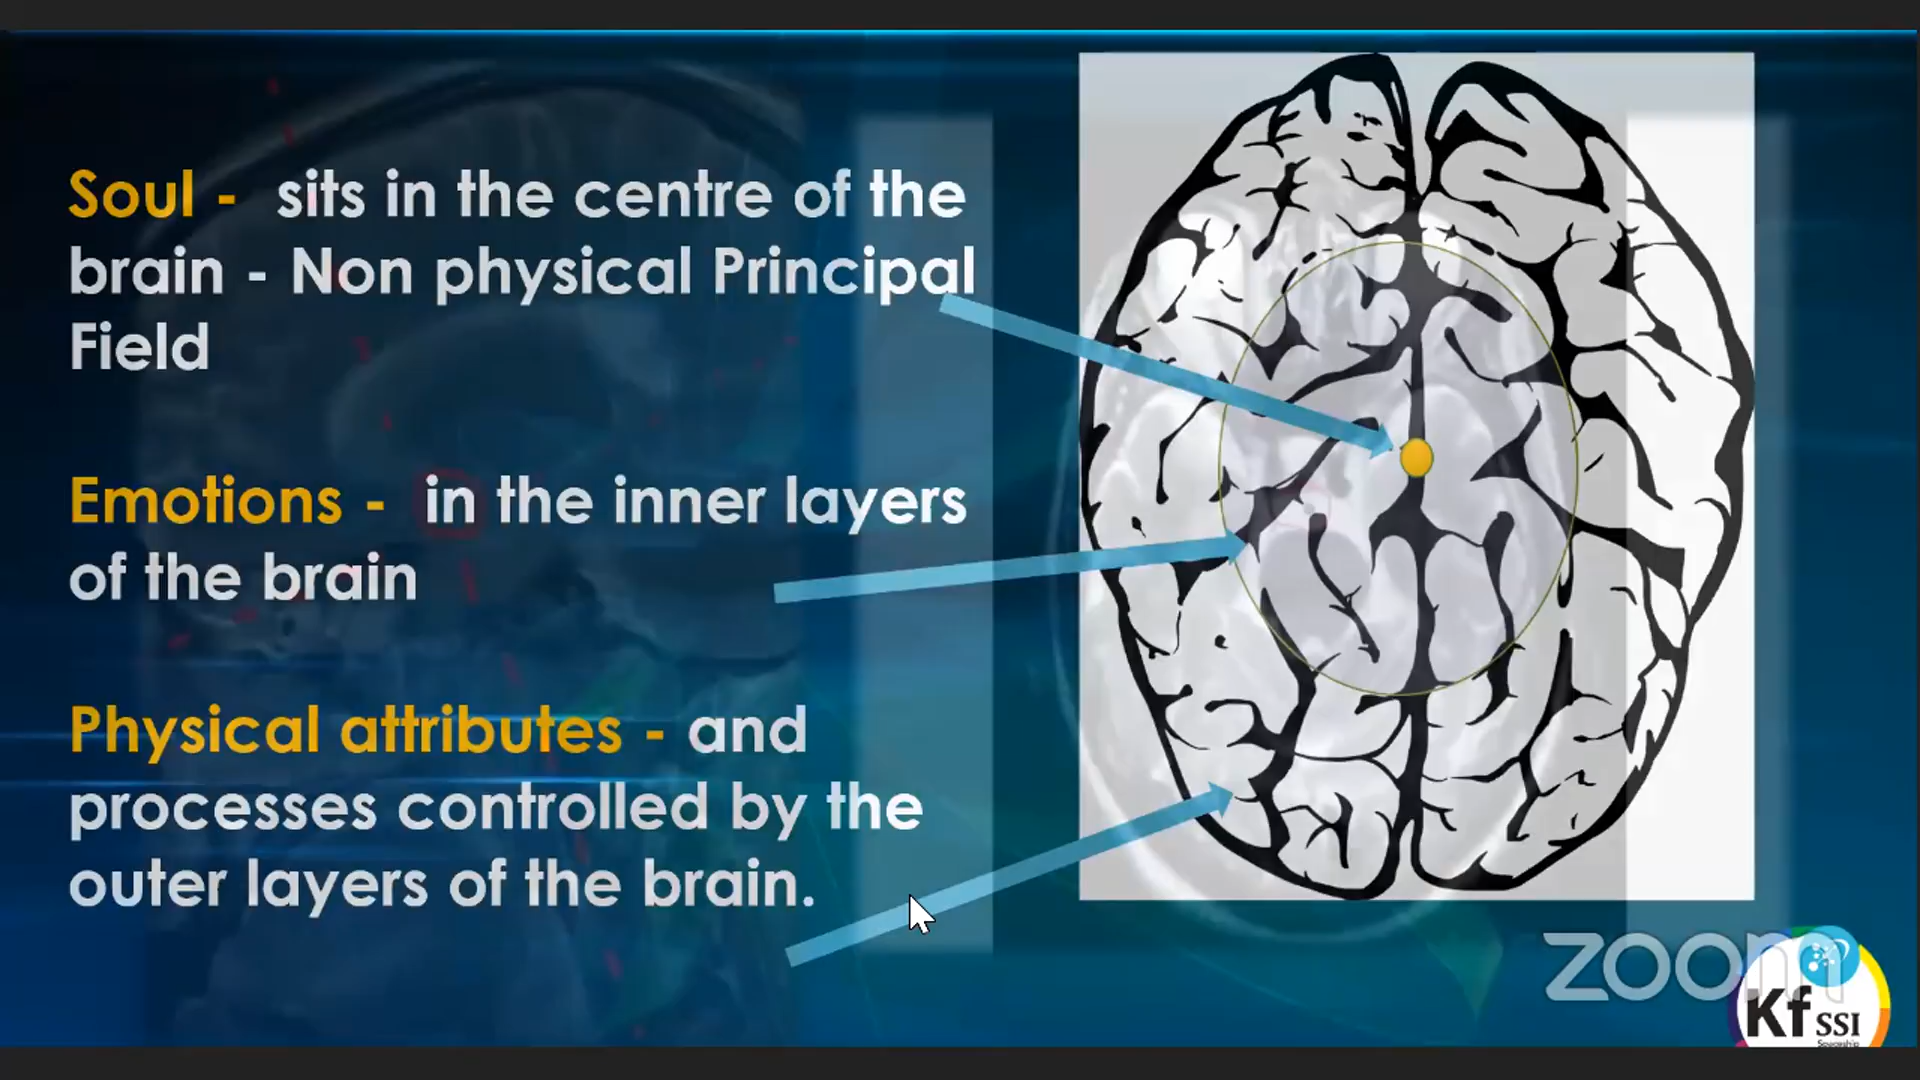 Soul - sits in the centre of the
brain - Non physical Principal
Field
Emotions - in the inner layers
of the brain
Physical attributes - and
processes controlled by the
outer layers of the brain.
zoom
Kf SSI